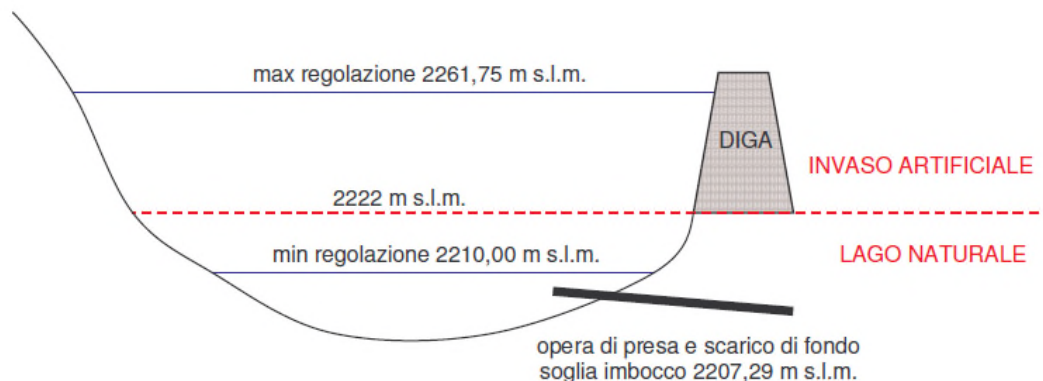 max regolazione 2261,75 m s.l.m.
DIGA
INVASO ARTIFICIALE
2222 m s.l.m.
min regolazione 2210,00 m s.l.m.
LAGO NATURALE
opera di presa e scarico di fondo
soglia imbocco 2207,29 m s.l.m.